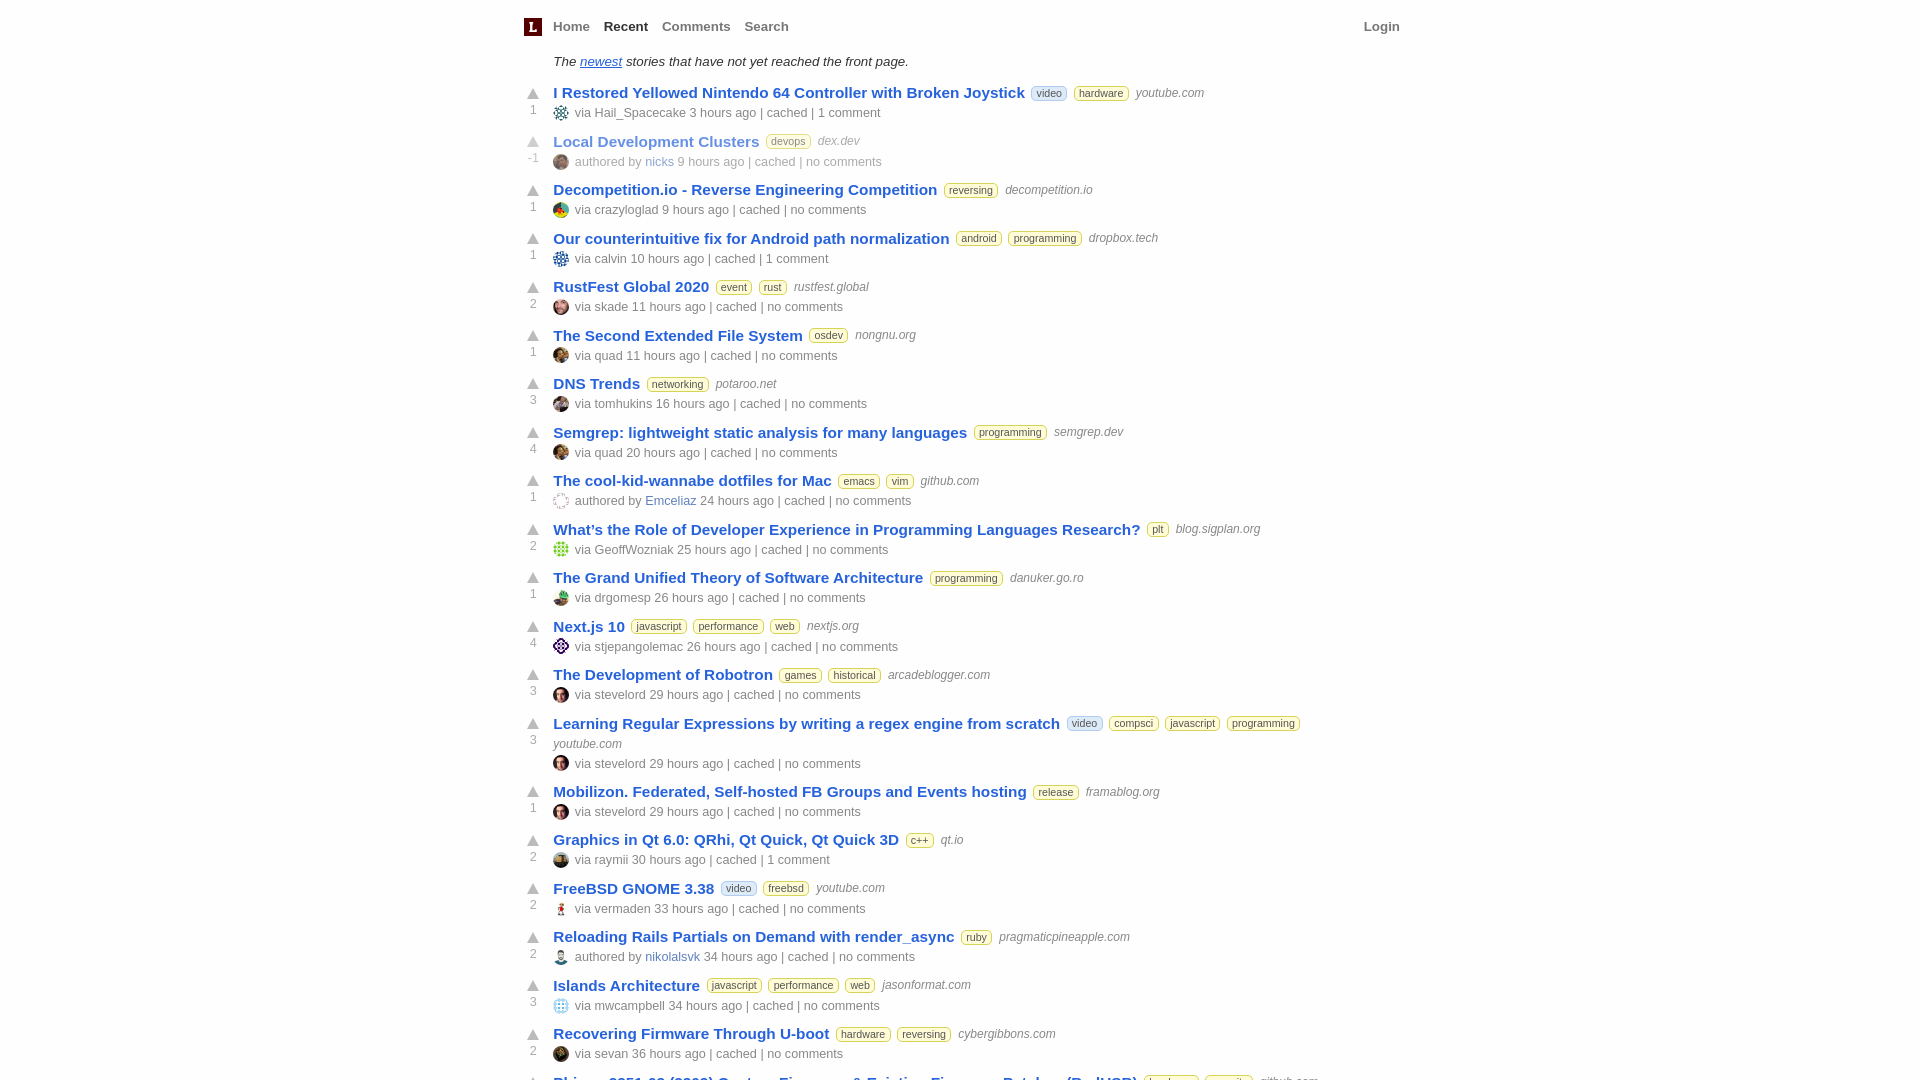 L Home Recent Comments Search Login
The newest stories that have not yet reached the front page.
I Restored Yellowed Nintendo 64 Controller with Broken Joystick video hardware youtube.com
1 via Hail_Spacecake 3 hours ago | cached | 1 comment
Local Development Clusters devops dex.dev
-1 authored by nicks 9 hours ago | cached | no comments
Decompetition.io - Reverse Engineering Competition reversing decompetition.io
1 via crazyloglad 9 hours ago | cached | no comments
Our counterintuitive fix for Android path normalization android programming dropbox.tech
1 via calvin 10 hours ago | cached | 1 comment
RustFest Global 2020 event rust rustfest.global
2 via skade 11 hours ago | cached | no comments
The Second Extended File System osdev nongnu.org
1 via quad 11 hours ago | cached | no comments
DNS Trends networking potaroo.net
3 via tomhukins 16 hours ago | cached | no comments
Semgrep: lightweight static analysis for many languages programming semgrep.dev
4 via quad 20 hours ago | cached | no comments
The cool-kid-wannabe dotfiles for Mac emacs vim github.com
1 authored by Emceliaz 24 hours ago | cached | no comments
What’s the Role of Developer Experience in Programming Languages Research? plt blog.sigplan.org
2 via GeoffWozniak 25 hours ago | cached | no comments
The Grand Unified Theory of Software Architecture programming danuker.go.ro
1 via drgomesp 26 hours ago | cached | no comments
Next.js 10 javascript performance web nextjs.org
4 via stjepangolemac 26 hours ago | cached | no comments
The Development of Robotron games historical arcadeblogger.com
3 via stevelord 29 hours ago | cached | no comments
Learning Regular Expressions by writing a regex engine from scratch video compsci javascript programming
3 youtube.com
via stevelord 29 hours ago | cached | no comments
Mobilizon. Federated, Self-hosted FB Groups and Events hosting release framablog.org
1 via stevelord 29 hours ago | cached | no comments
Graphics in Qt 6.0: QRhi, Qt Quick, Qt Quick 3D c++ qt.io
2 via raymii 30 hours ago | cached | 1 comment
FreeBSD GNOME 3.38 video freebsd youtube.com
2 via vermaden 33 hours ago | cached | no comments
Reloading Rails Partials on Demand with render_async ruby pragmaticpineapple.com
2 authored by nikolalsvk 34 hours ago | cached | no comments
Islands Architecture javascript performance web jasonformat.com
3 via mwcampbell 34 hours ago | cached | no comments
Recovering Firmware Through U-boot hardware reversing cybergibbons.com
2 via sevan 36 hours ago | cached | no comments